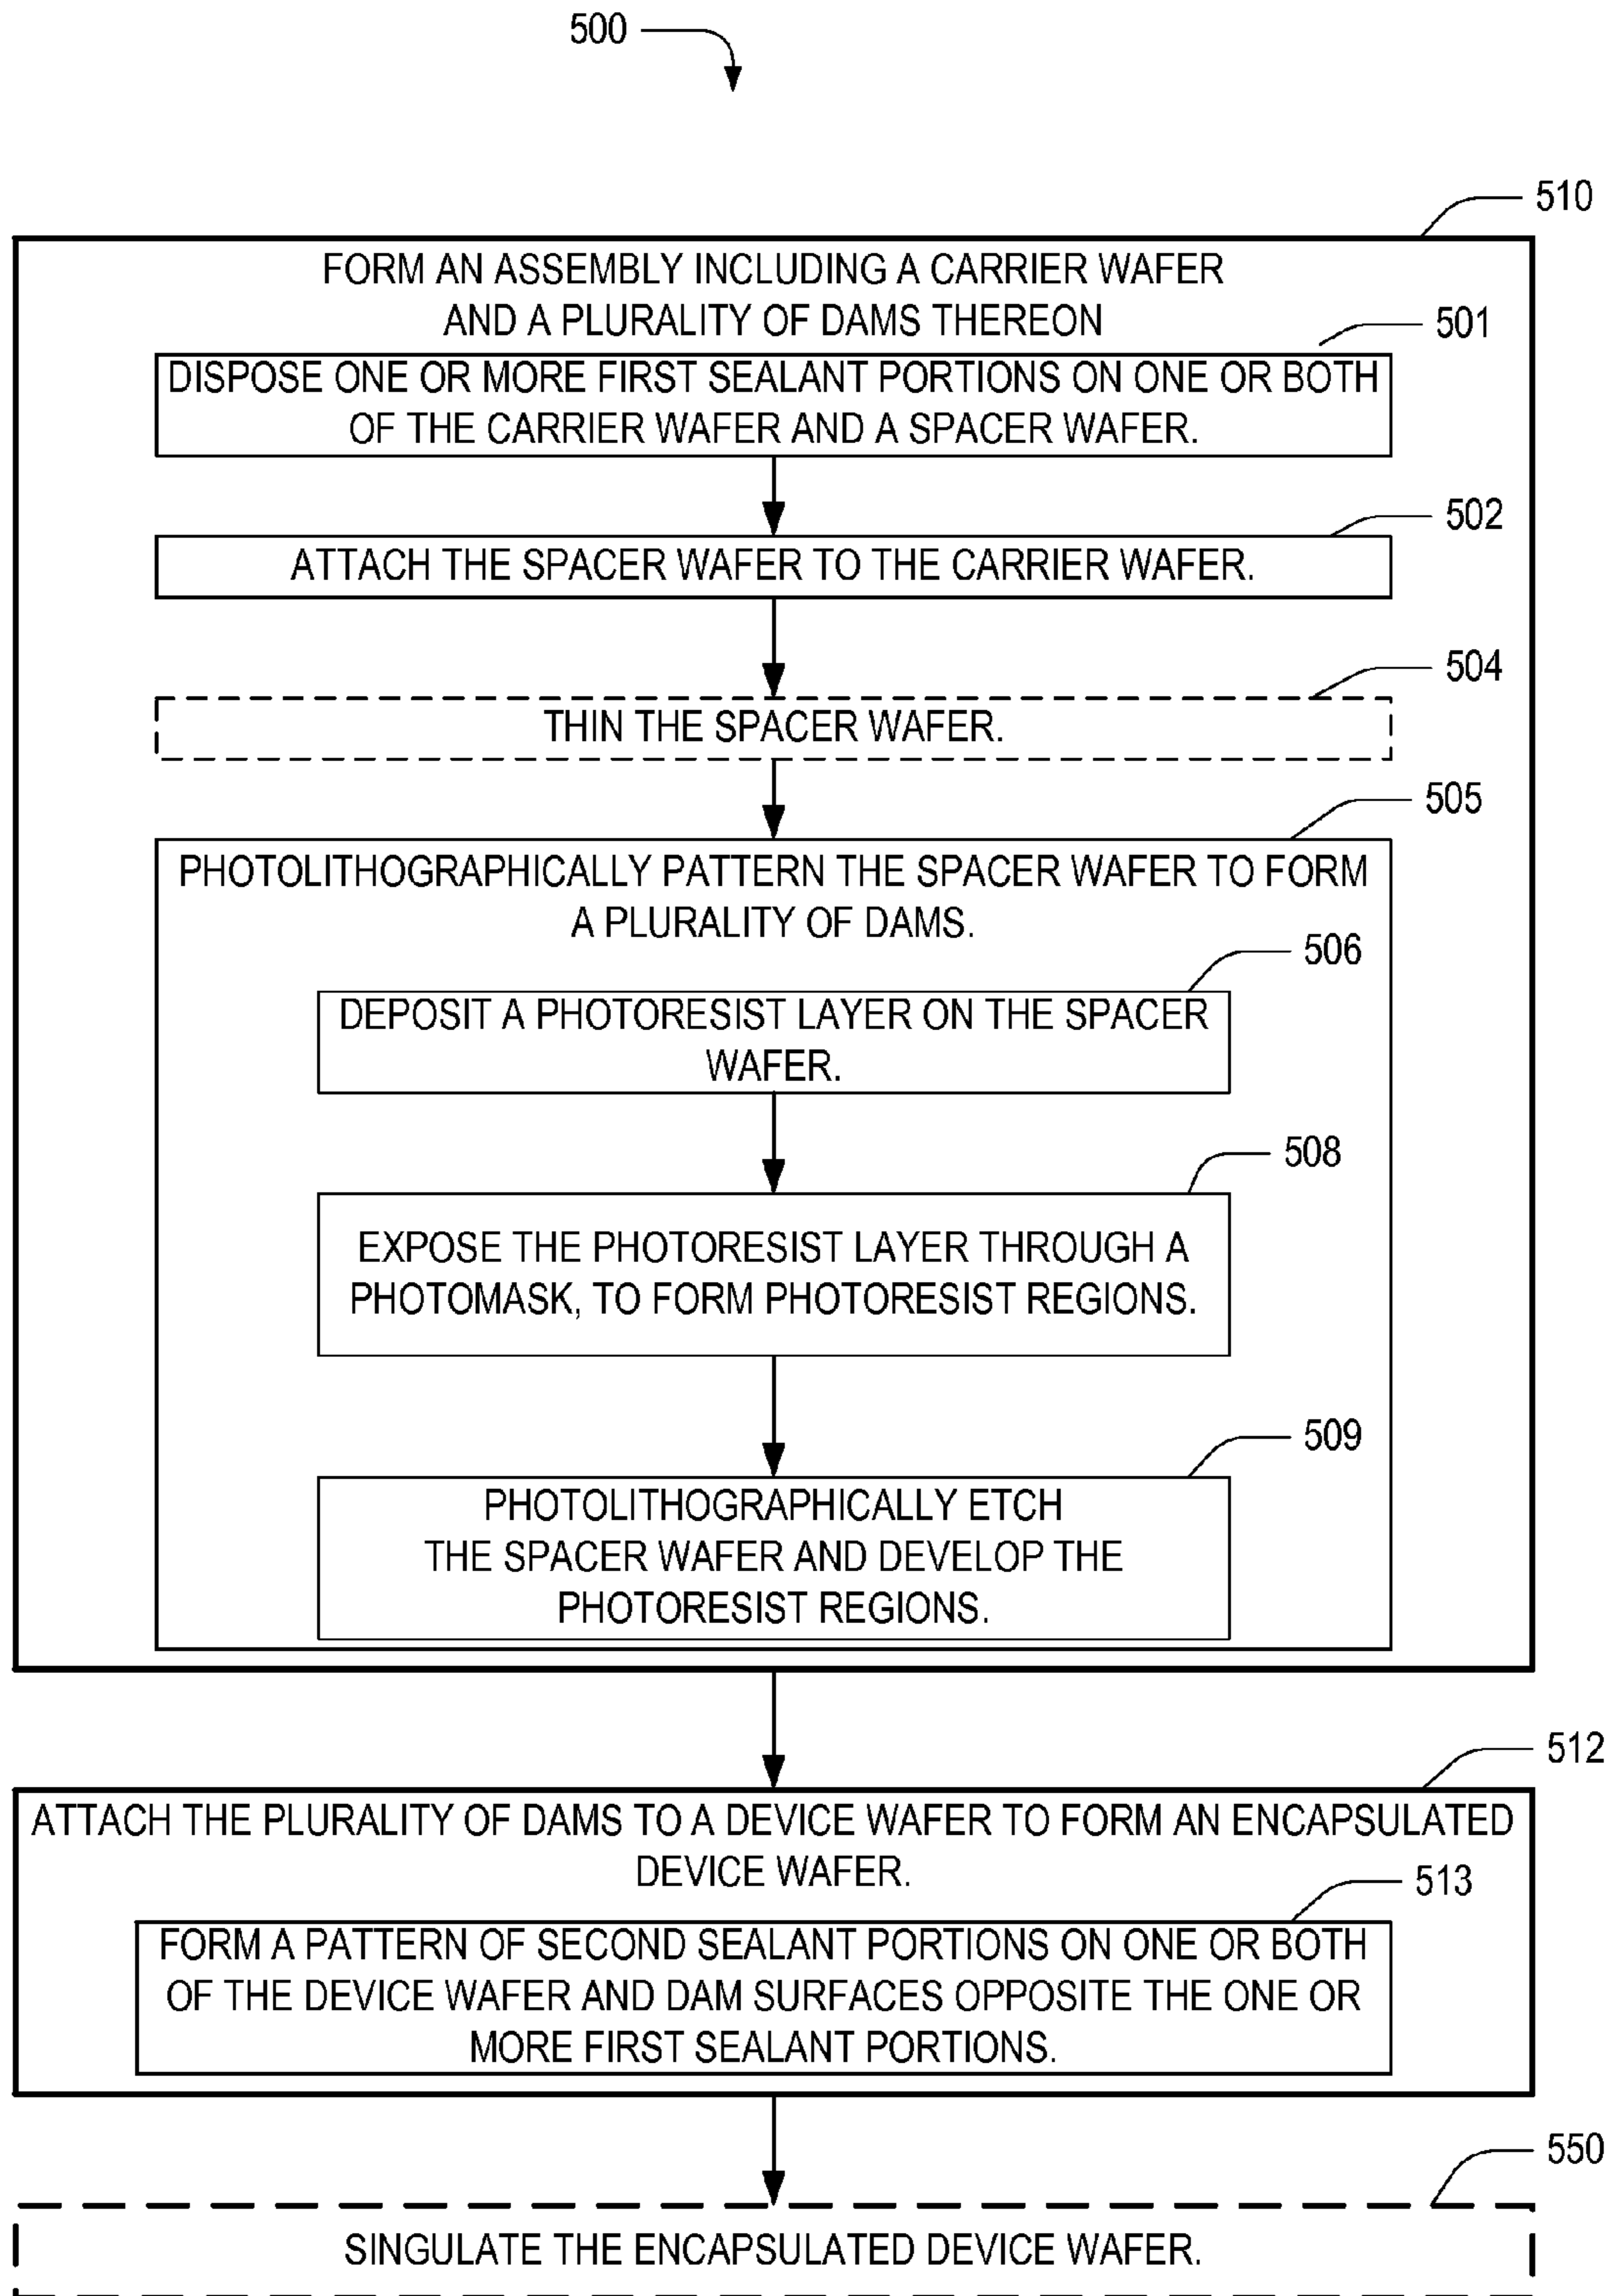 500
510
FORM AN ASSEMBLY INCLUDING A CARRIER WAFER
AND A PLURALITY OF DAMS THEREON
501
DISPOSE ONE OR MORE FIRST SEALANT PORTIONS ON ONE OR BOTH
OF THE CARRIER WAFER AND A SPACER WAFER.
502
ATTACH THE SPACER WAFER TO THE CARRIER WAFER.
504
THIN THE SPACER WAFER.
505
PHOTOLITHOGRAPHICALLY PATTERN THE SPACER WAFER TO FORM
A PLURALITY OF DAMS.
506
DEPOSIT A PHOTORESIST LAYER ON THE SPACER
WAFER.
508
EXPOSE THE PHOTORESIST LAYER THROUGH A
PHOTOMASK, TO FORM PHOTORESIST REGIONS.
509
PHOTOLITHOGRAPHICALLY ETCH
THE SPACER WAFER AND DEVELOP THE
PHOTORESIST REGIONS.
512
ATTACH THE PLURALITY OF DAMS TO A DEVICE WAFER TO FORM AN ENCAPSULATED
DEVICE WAFER.
513
FORM A PATTERN OF SECOND SEALANT PORTIONS ON ONE OR BOTH
OF THE DEVICE WAFER AND DAM SURFACES OPPOSITE THE ONE OR
MORE FIRST SEALANT PORTIONS.
550
SINGULATE THE ENCAPSULATED DEVICE WAFER.